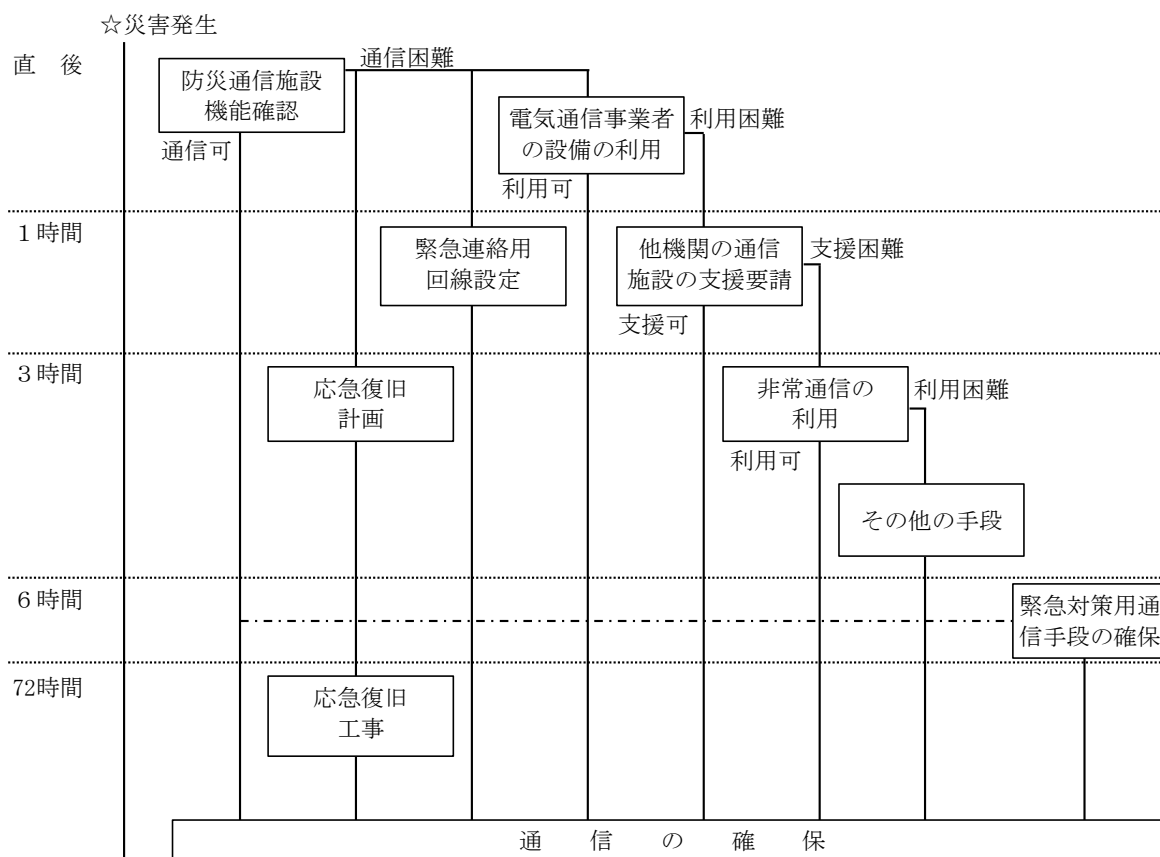 ☆災害発生
直　後
防災通信施設
機能確認
通信困難
通信可
電気通信事業者
の設備の利用
利用困難
利用可
1時間
緊急連絡用
回線設定
他機関の通信
施設の支援要請
支援困難
支援可
3時間
応急復旧
計画
非常通信の
利用
利用困難
利用可
その他の手段
6時間
緊急対策用通
信手段の確保
72時間
応急復旧
工事
通　信　の　確　保